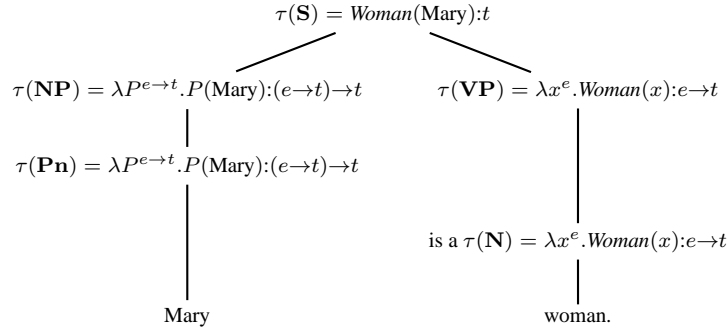 τ(S) = Woman(Mary):t
τ(NP) = λP^{e→t}.P(Mary):(e→t)→t
τ(VP) = λx^e.Woman(x):e→t
τ(Pn) = λP^{e→t}.P(Mary):(e→t)→t
is a τ(N) = λx^e.Woman(x):e→t
Mary
woman.